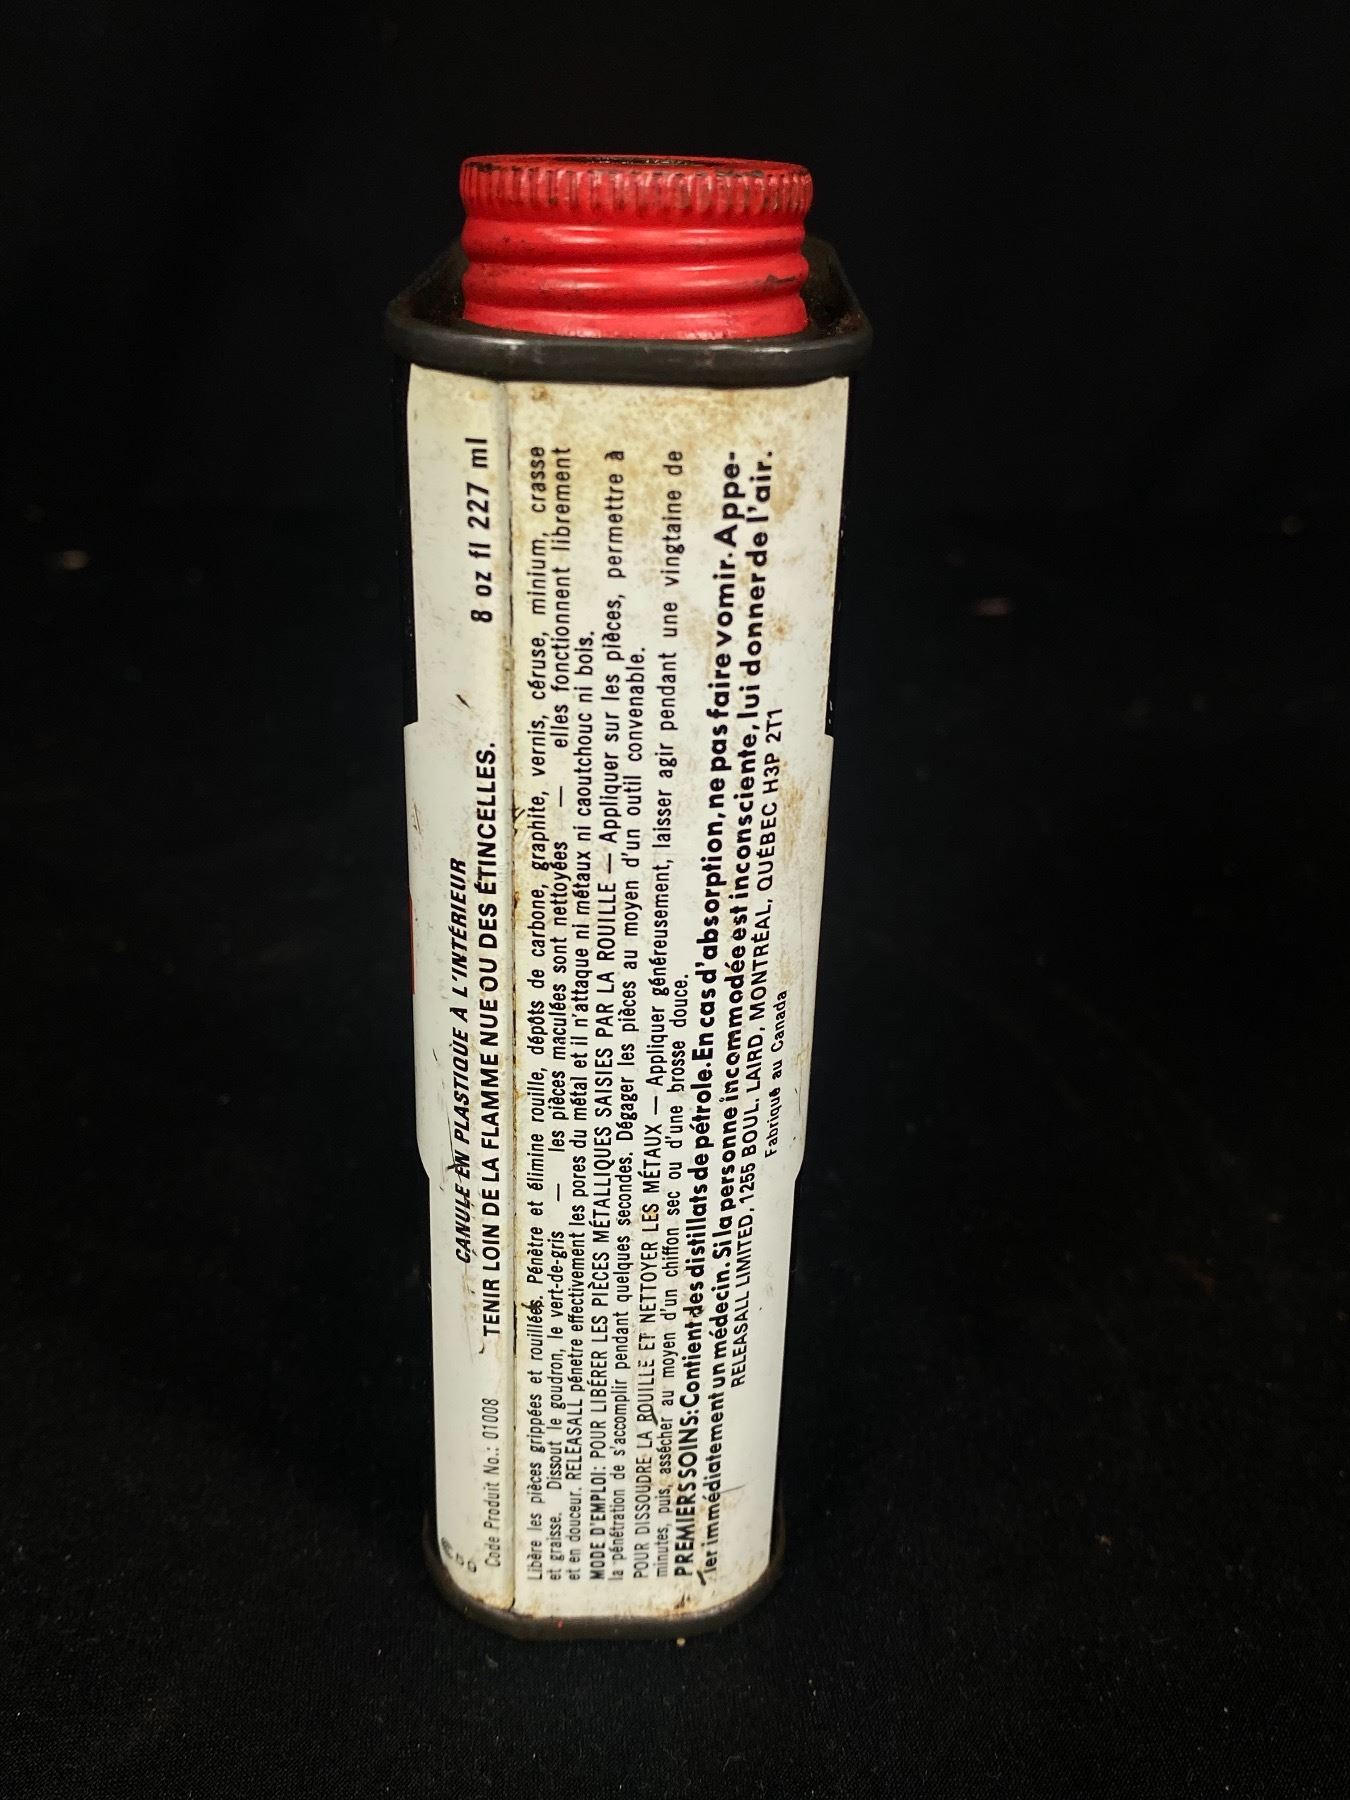 CANULE EN PLASTIQUE À L'INTÉRIEUR
Code Produit No.: 01008 TENIR LOIN DE LA FLAMME NUE OU DES ÉTINCELLES. 8 oz fl 227 ml
Libère les pièces grippées et rouillées. Pénètre et élimine rouille, dépôts de carbone, graphite, vernis, céruse, minium, crasse
et graisse. Dissout le goudron, le vert-de-gris — les pièces maculées sont nettoyées — elles fonctionnent librement
et en douceur. RELEASALL pénetre effectivement les pores du métal et il n'attaque ni métaux ni caoutchouc ni bois.
MODE D'EMPLOI: POUR LIBÉRER LES PIÈCES MÉTALLIQUES SAISIES PAR LA ROUILLE — Appliquer sur les pièces, permettre à
la pénétration de s'accomplir pendant quelques secondes. Dégager les pièces au moyen d'un outil convenable.
POUR DISSOUDRE LA ROUILLE ET NETTOYER LES MÉTAUX — Appliquer généreusement, laisser agir pendant une vingtaine de
minutes, puis, assécher au moyen d'un chiffon sec ou d'une brosse douce.
PREMIERS SOINS: Contient des distillats de pétrole. En cas d'absorption, ne pas faire vomir. Appe-
ler immédiatement un médecin. Si la personne incommodée est inconsciente, lui donner de l'air.
RELEASALL LIMITED, 1255 BOUL. LAIRD, MONTRÉAL, QUÉBEC H3P 2T1
Fabriqué au Canada